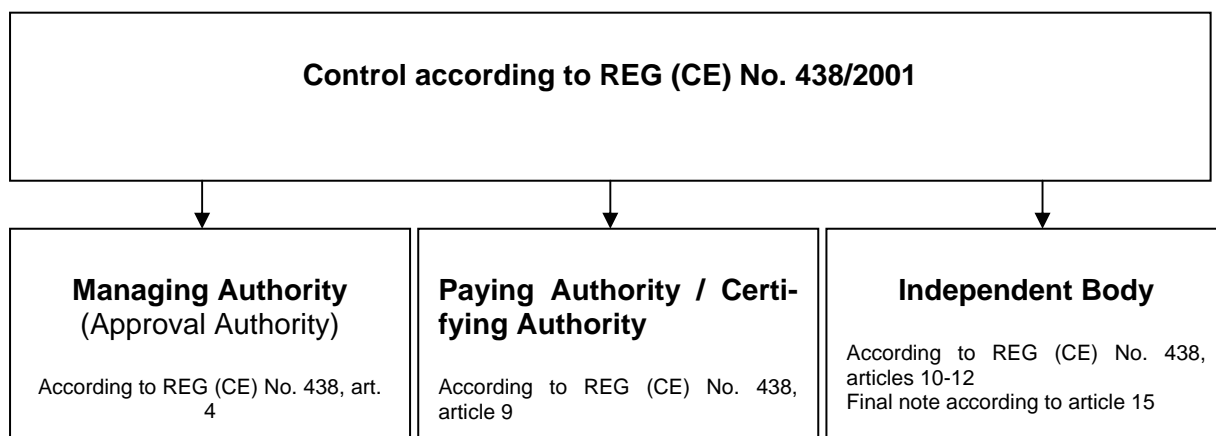 Control according to REG (CE) No. 438/2001
Managing Authority
(Approval Authority)
According to REG (CE) No. 438, art.
4
Paying Authority / Certi-
fying Authority
According to REG (CE) No. 438,
article 9
Independent Body
According to REG (CE) No. 438,
articles 10-12
Final note according to article 15